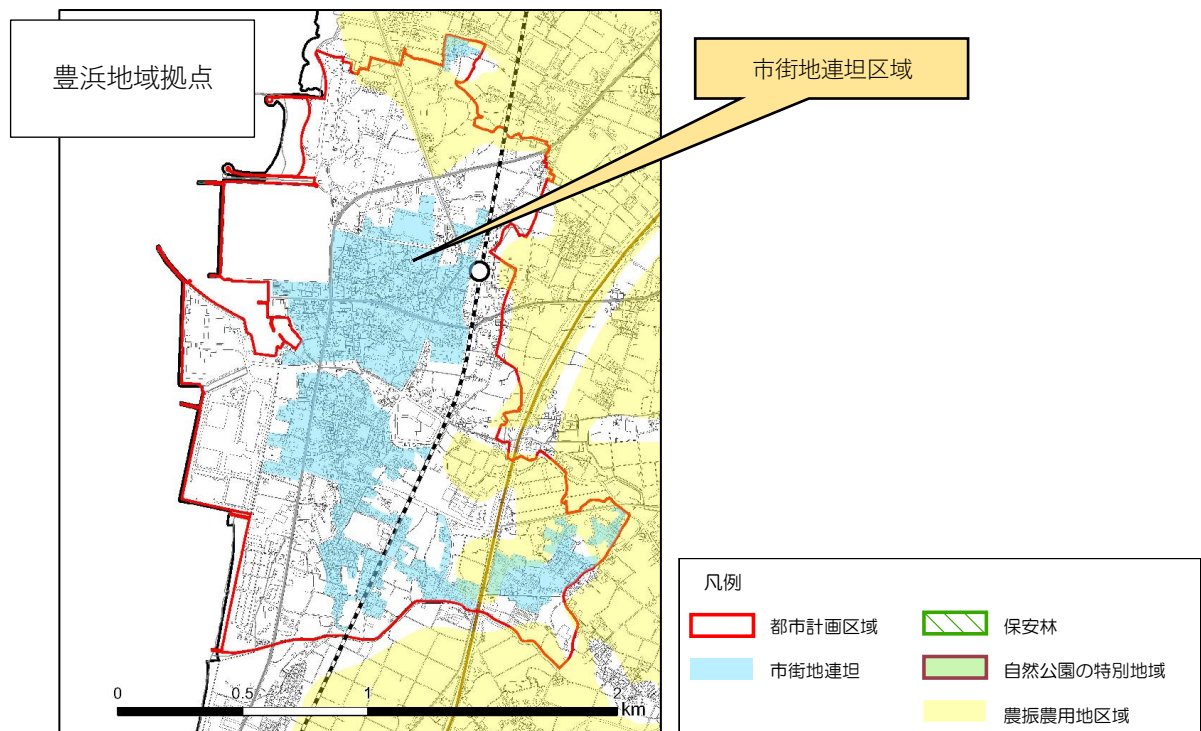 豊浜地域拠点
市街地連坦区域
0 0.5 1 2
km
凡例
都市計画区域
保安林
市街地連坦
自然公園の特別地域
農振農用地区域